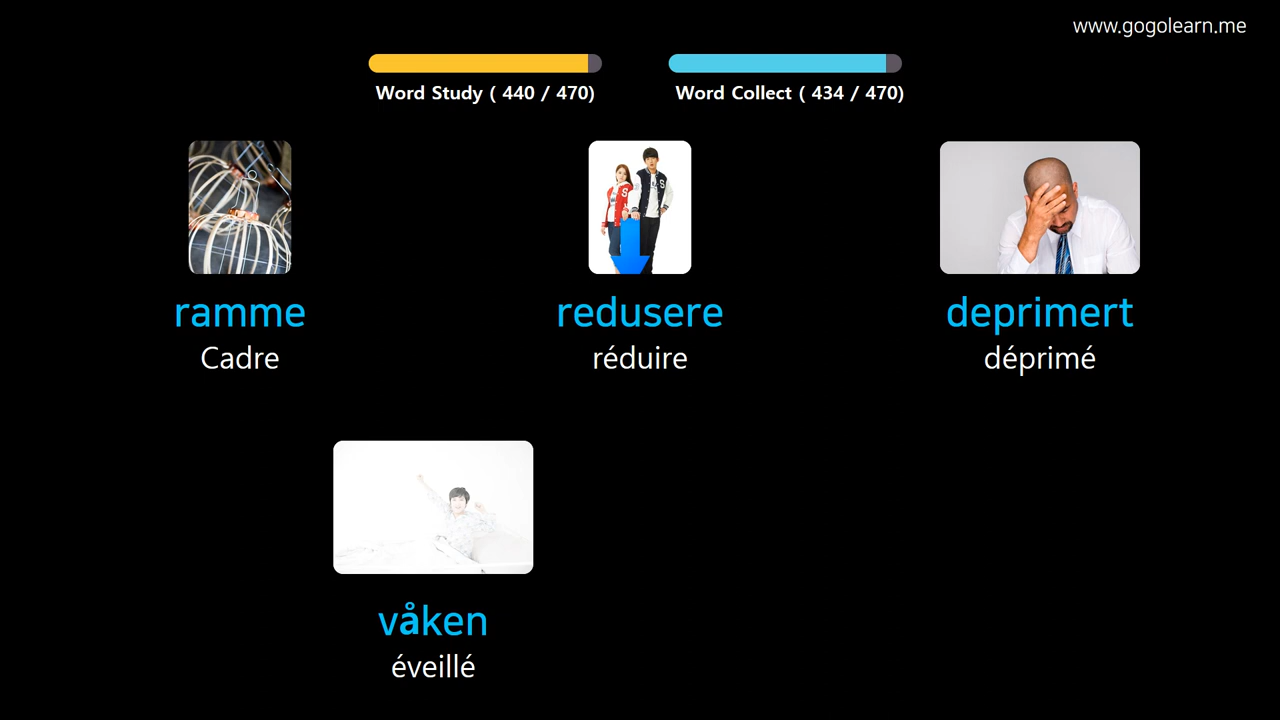 www.gogolearn.me
Word Study ( 440 / 470)
Word Collect ( 434 / 470)
ramme
Cadre
redusere
réduire
deprimert
déprimé
våken
éveillé